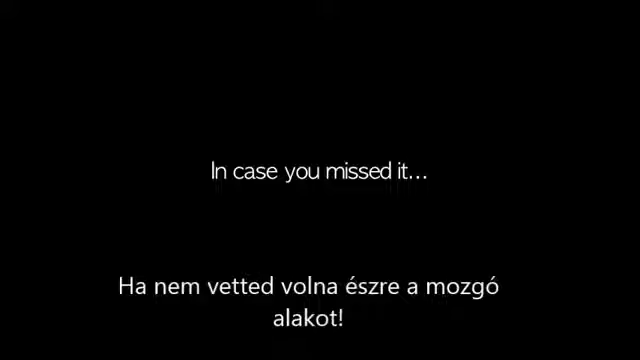 In case you missed it...
Ha nem vetted volna észre a mozgó
alakot!